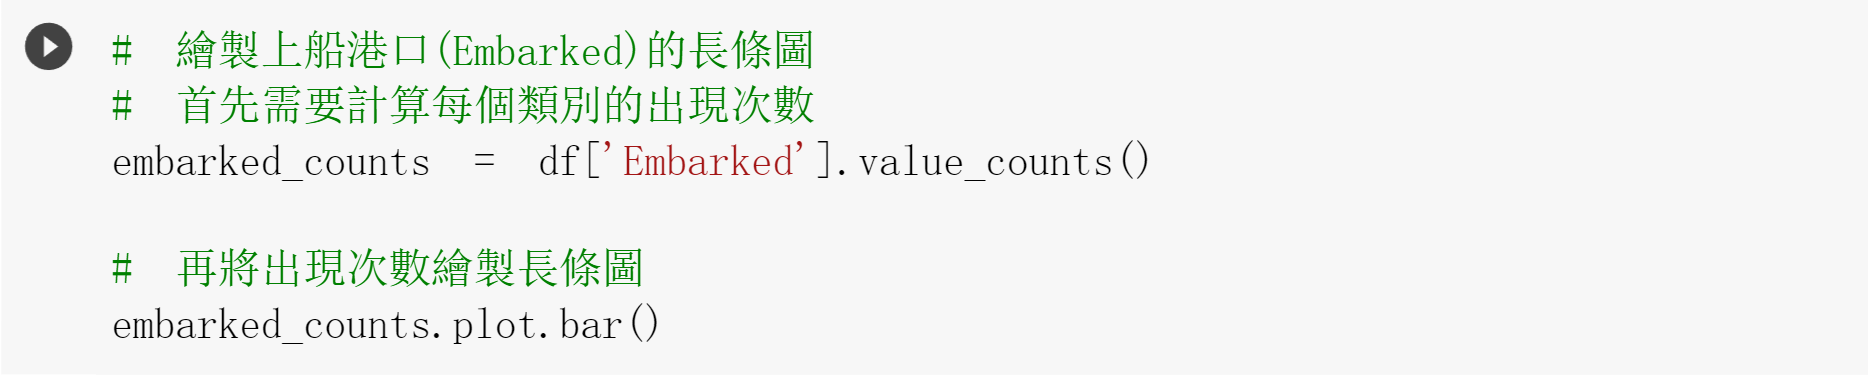 # 繪製上船港口(Embarked)的長條圖
# 首先需要計算每個類別的出現次數
embarked_counts = df['Embarked'].value_counts()
# 再將出現次數繪製長條圖
embarked_counts.plot.bar()